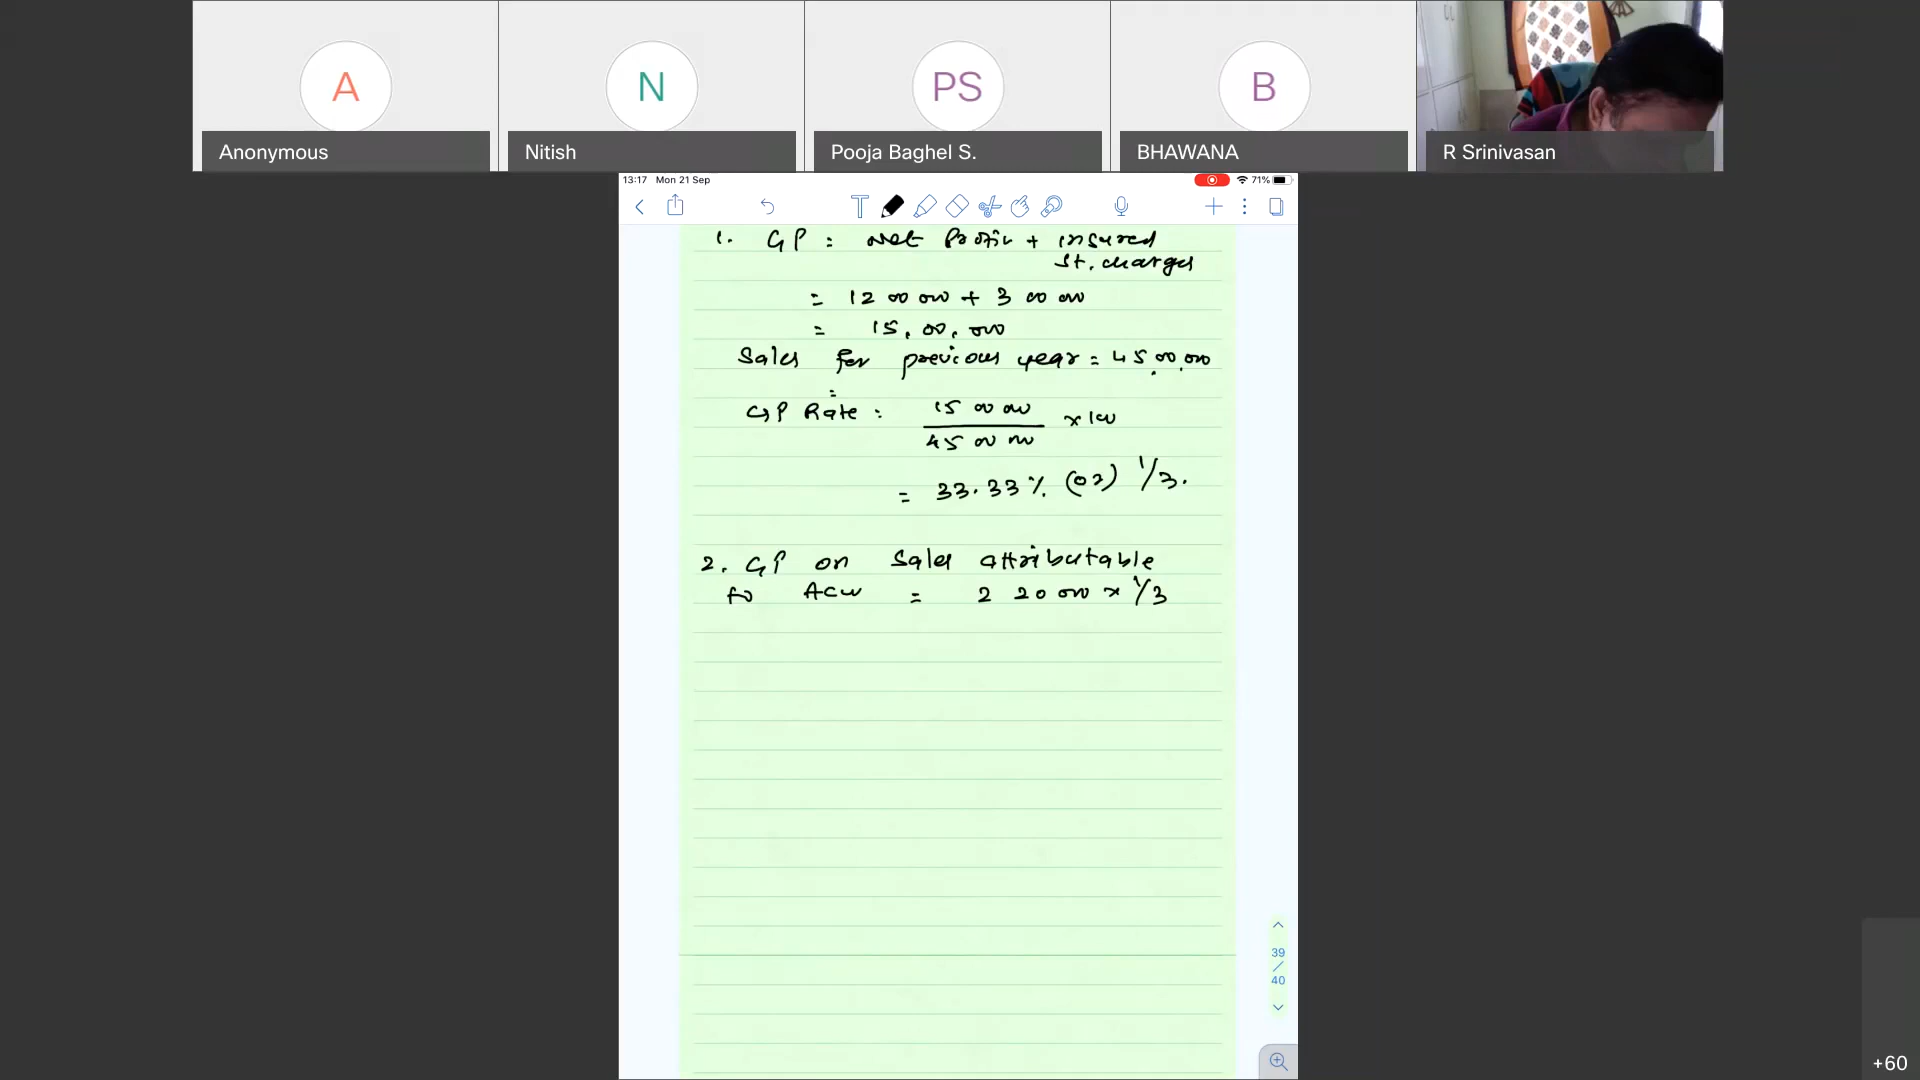 A
N
PS
B
Anonymous
Nitish
Pooja Baghel S.
BHAWANA
R Srinivasan
13:17 Mon 21 Sep
71%
T
1. GP = Net Profit + insured
st. charges
= 12 00 000 + 3 00 000
= 15,00,000
Sales for previous year = 45,00,000
=
GP Rate = 15 00 000 / 45 00 000 × 100
= 33.33% (or) 1/3.
2. GP on sales attributable
to ACW = 2 20 000 × 1/3
39
/
40
+60